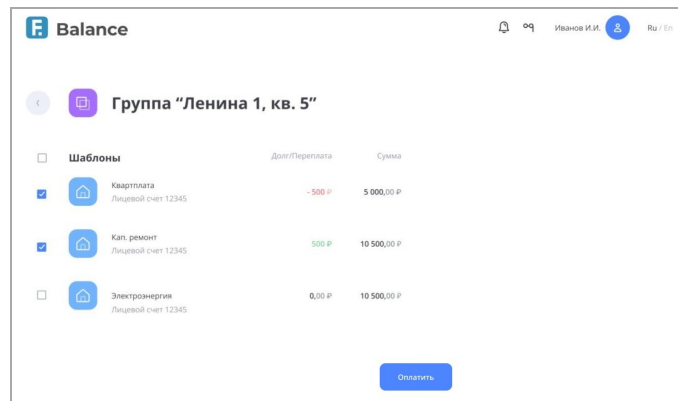 F. Balance
Иванов И.И.
Ru / En
Группа “Ленина 1, кв. 5”
Шаблоны Долг/Переплата Сумма
Квартплата
Лицевой счет 12345
- 500 ₽ 5 000,00 ₽
Кап. ремонт
Лицевой счет 12345
500 ₽ 10 500,00 ₽
Электроэнергия
Лицевой счет 12345
0,00 ₽ 10 500,00 ₽
Оплатить